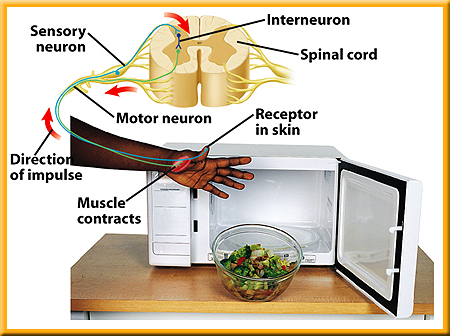 Interneuron
Sensory
neuron
Spinal cord
Motor neuron
Receptor
in skin
Direction
of impulse
Muscle
contracts